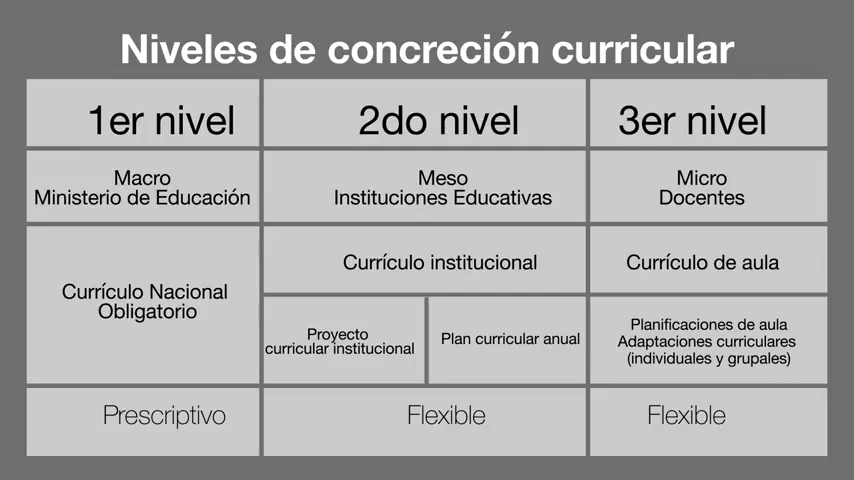 Niveles de concreción curricular
1er nivel
2do nivel
3er nivel
Macro
Ministerio de Educación
Meso
Instituciones Educativas
Micro
Docentes
Currículo Nacional
Obligatorio
Currículo institucional
Currículo de aula
Proyecto
curricular institucional
Plan curricular anual
Planificaciones de aula
Adaptaciones curriculares
(individuales y grupales)
Prescriptivo
Flexible
Flexible